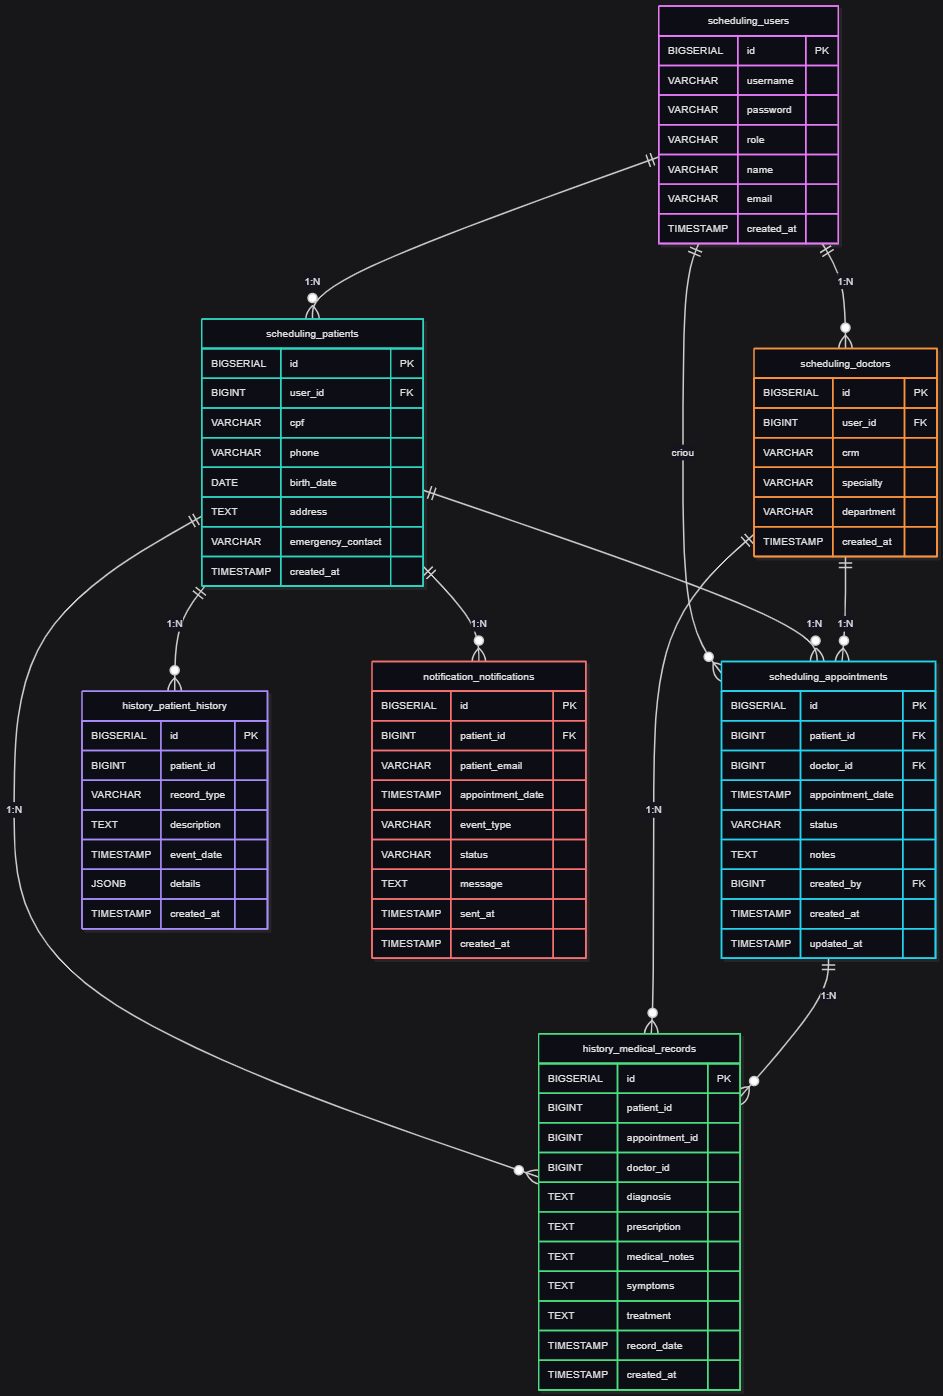 scheduling_users
BIGSERIAL id PK
VARCHAR username
VARCHAR password
VARCHAR role
VARCHAR name
VARCHAR email
TIMESTAMP created_at
1:N
1:N
scheduling_patients
BIGSERIAL id PK
BIGINT user_id FK
VARCHAR cpf
VARCHAR phone
DATE birth_date
TEXT address
VARCHAR emergency_contact
TIMESTAMP created_at
scheduling_doctors
BIGSERIAL id PK
BIGINT user_id FK
VARCHAR crm
VARCHAR specialty
VARCHAR department
TIMESTAMP created_at
criou
1:N
1:N
1:N
1:N
history_patient_history
BIGSERIAL id PK
BIGINT patient_id
VARCHAR record_type
TEXT description
TIMESTAMP event_date
JSONB details
TIMESTAMP created_at
notification_notifications
BIGSERIAL id PK
BIGINT patient_id FK
VARCHAR patient_email
TIMESTAMP appointment_date
VARCHAR event_type
VARCHAR status
TEXT message
TIMESTAMP sent_at
TIMESTAMP created_at
scheduling_appointments
BIGSERIAL id PK
BIGINT patient_id FK
BIGINT doctor_id FK
TIMESTAMP appointment_date
VARCHAR status
TEXT notes
BIGINT created_by FK
TIMESTAMP created_at
TIMESTAMP updated_at
1:N
1:N
1:N
history_medical_records
BIGSERIAL id PK
BIGINT patient_id
BIGINT appointment_id
BIGINT doctor_id
TEXT diagnosis
TEXT prescription
TEXT medical_notes
TEXT symptoms
TEXT treatment
TIMESTAMP record_date
TIMESTAMP created_at